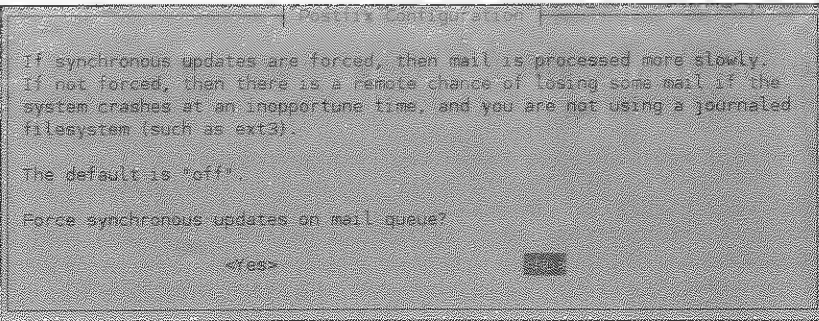 Postfix Configuration
If synchronous updates are forced, then mail is processed more slowly.
If not forced, then there is a remote chance of losing some mail if the
system crashes at an inopportune time, and you are not using a journaled
filesystem (such as ext3).
The default is "off".
Force synchronous updates on mail queue?
<Yes>